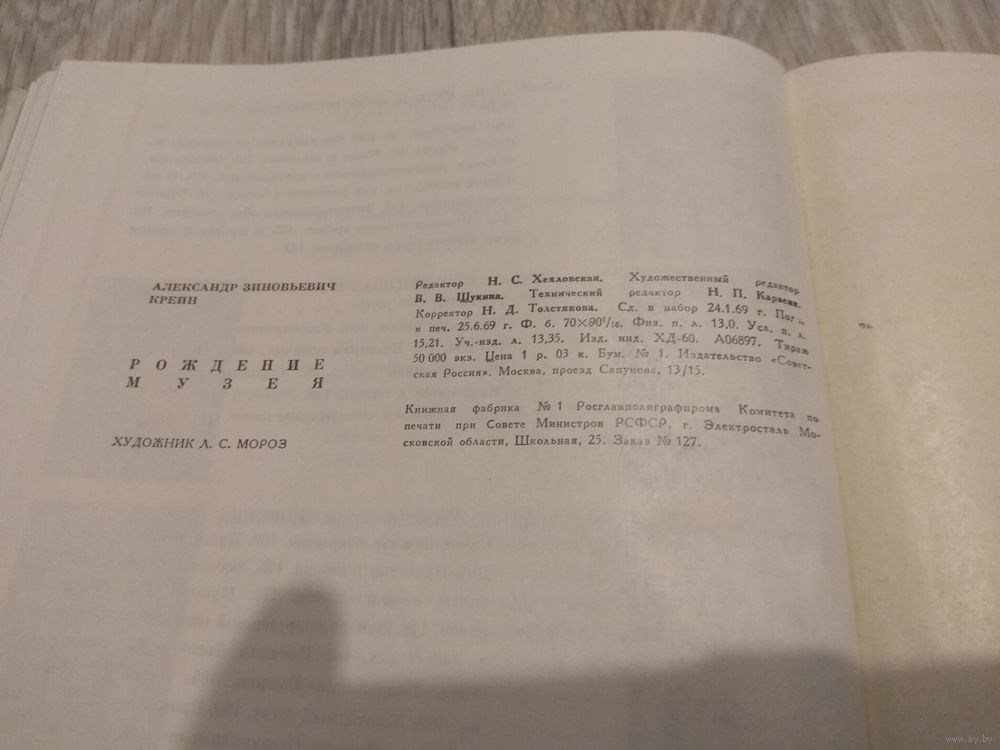 АЛЕКСАНДР ЗИНОВЬЕВИЧ
КРЕИН
РОЖДЕНИЕ
МУЗЕЯ
ХУДОЖНИК Л. С. МОРОЗ
Редактор Н. С. Хехловская. Художественный редактор
В. В. Щукина. Технический редактор Н. П. Карасик.
Корректор Н. Д. Толстякова. Сд. в набор 24.1.69 г.
к печ. 25.6.69 г. Ф. б. 70×90¹/₁₆. Физ. п. л. 13,0. Усл. п. л.
15,21. Уч.-изд. л. 13,35. Изд. инд. ХД-60. А06897. Тираж
50 000 экз. Цена 1 р. 03 к. Бум. № 1. Издательство «Совет-
ская Россия». Москва, проезд Сапунова, 13/15.
Книжная фабрика № 1 Росглавполиграфпрома Комитета по
печати при Совете Министров РСФСР, г. Электросталь Мо-
сковской области, Школьная, 25. Заказ № 127.
www.ay.by